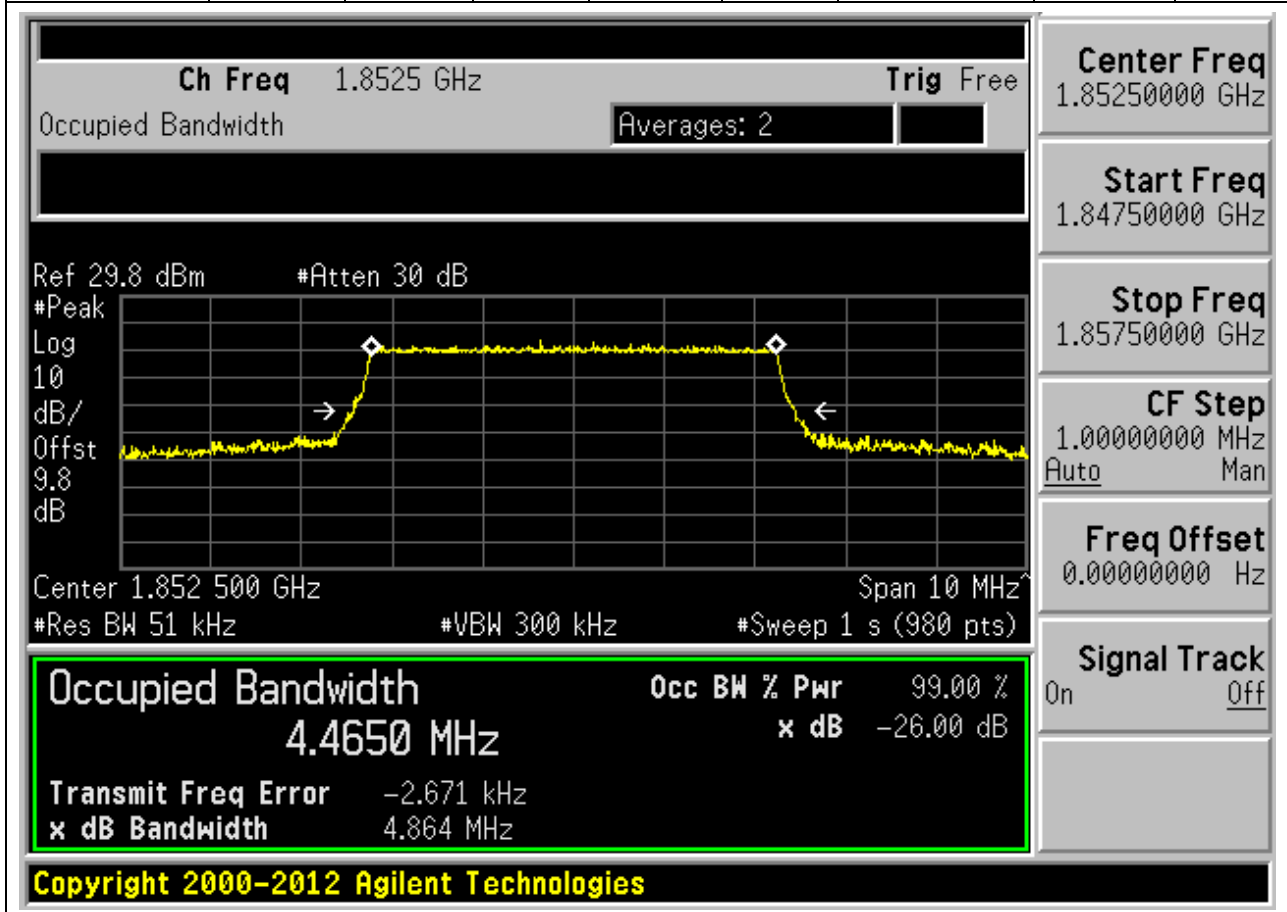 Ch Freq 1.8525 GHz Trig Free
Occupied Bandwidth Averages: 2
Ref 29.8 dBm #Atten 30 dB
#Peak
Log
10
dB/
Offst
9.8
dB
Center 1.852 500 GHz Span 10 MHz^
#Res BW 51 kHz #VBW 300 kHz #Sweep 1 s (980 pts)
Occupied Bandwidth Occ BW % Pwr 99.00 %
4.4650 MHz x dB -26.00 dB
Transmit Freq Error -2.671 kHz
x dB Bandwidth 4.864 MHz
Copyright 2000-2012 Agilent Technologies
Center Freq
1.85250000 GHz
Start Freq
1.84750000 GHz
Stop Freq
1.85750000 GHz
CF Step
1.00000000 MHz
Auto Man
Freq Offset
0.00000000 Hz
Signal Track
On Off